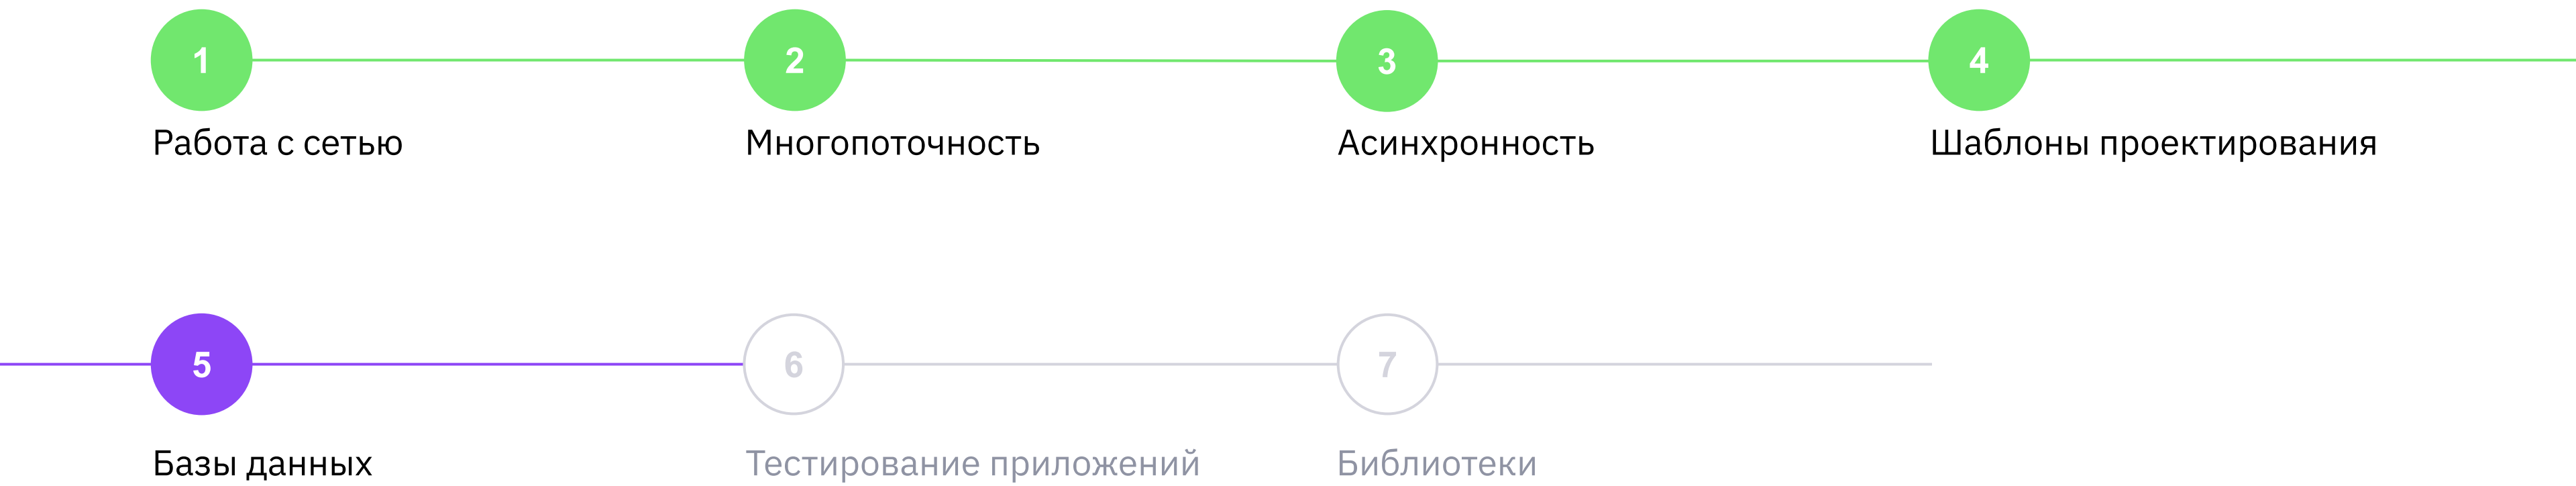 1 2 3 4
Работа с сетью Многопоточность Асинхронность Шаблоны проектирования
5 6 7
Базы данных Тестирование приложений Библиотеки